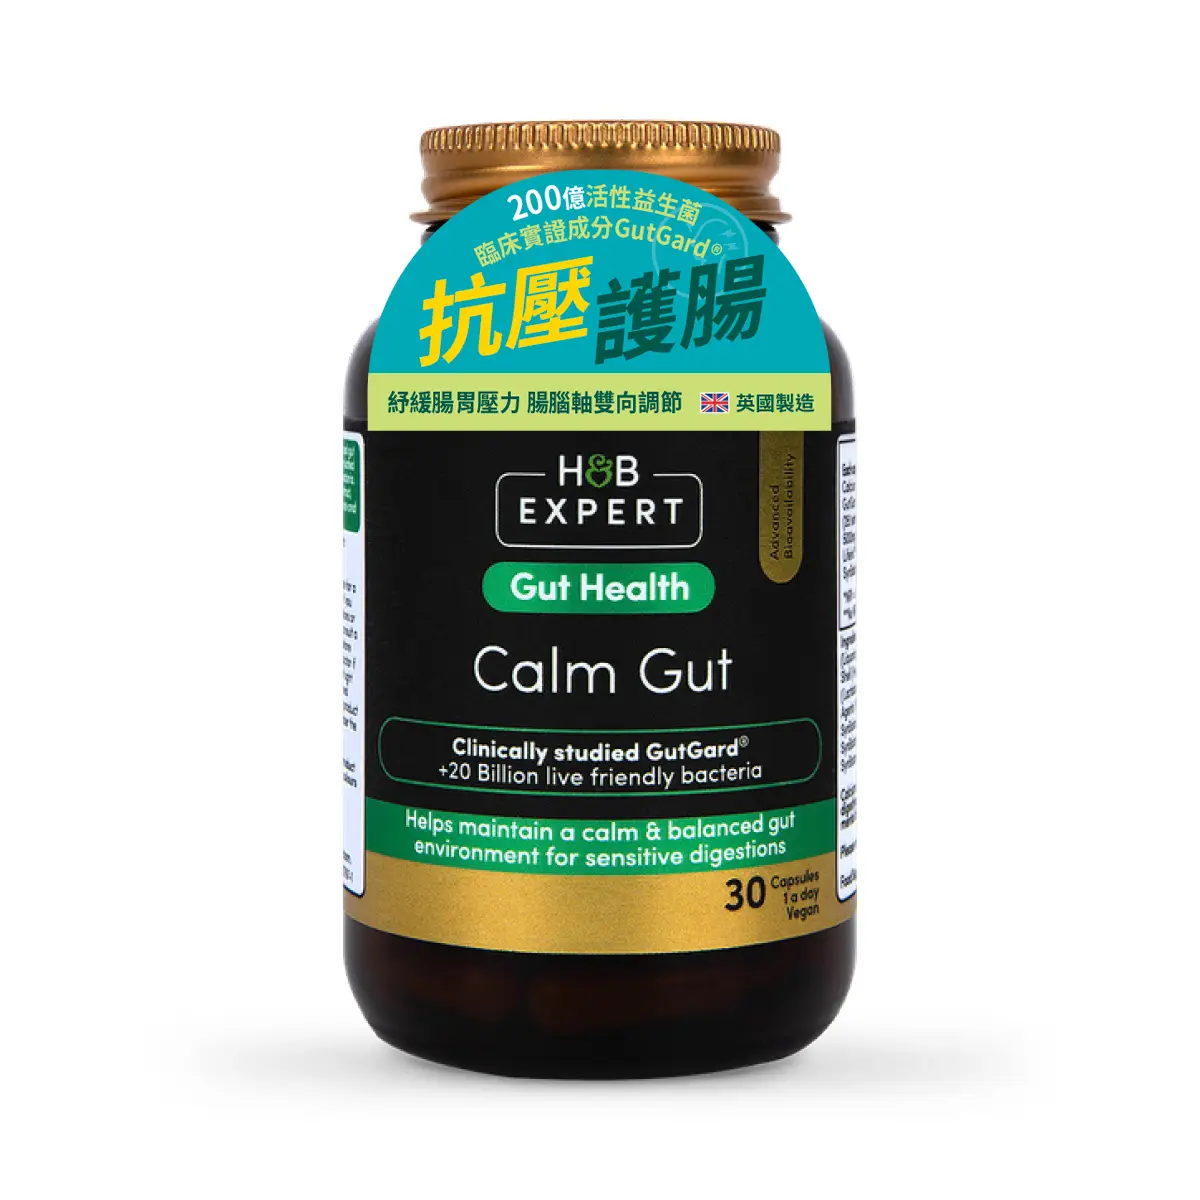 200億活性益生菌
臨床實證成分GutGard®
抗壓護腸
紓緩腸胃壓力 腸腦軸雙向調節 英國製造
H&B
EXPERT
Advanced
Bioavailability
Gut Health
Calm Gut
Clinically studied GutGard®
+20 Billion live friendly bacteria
Helps maintain a calm & balanced gut
environment for sensitive digestions
30 Capsules
1 a day
Vegan